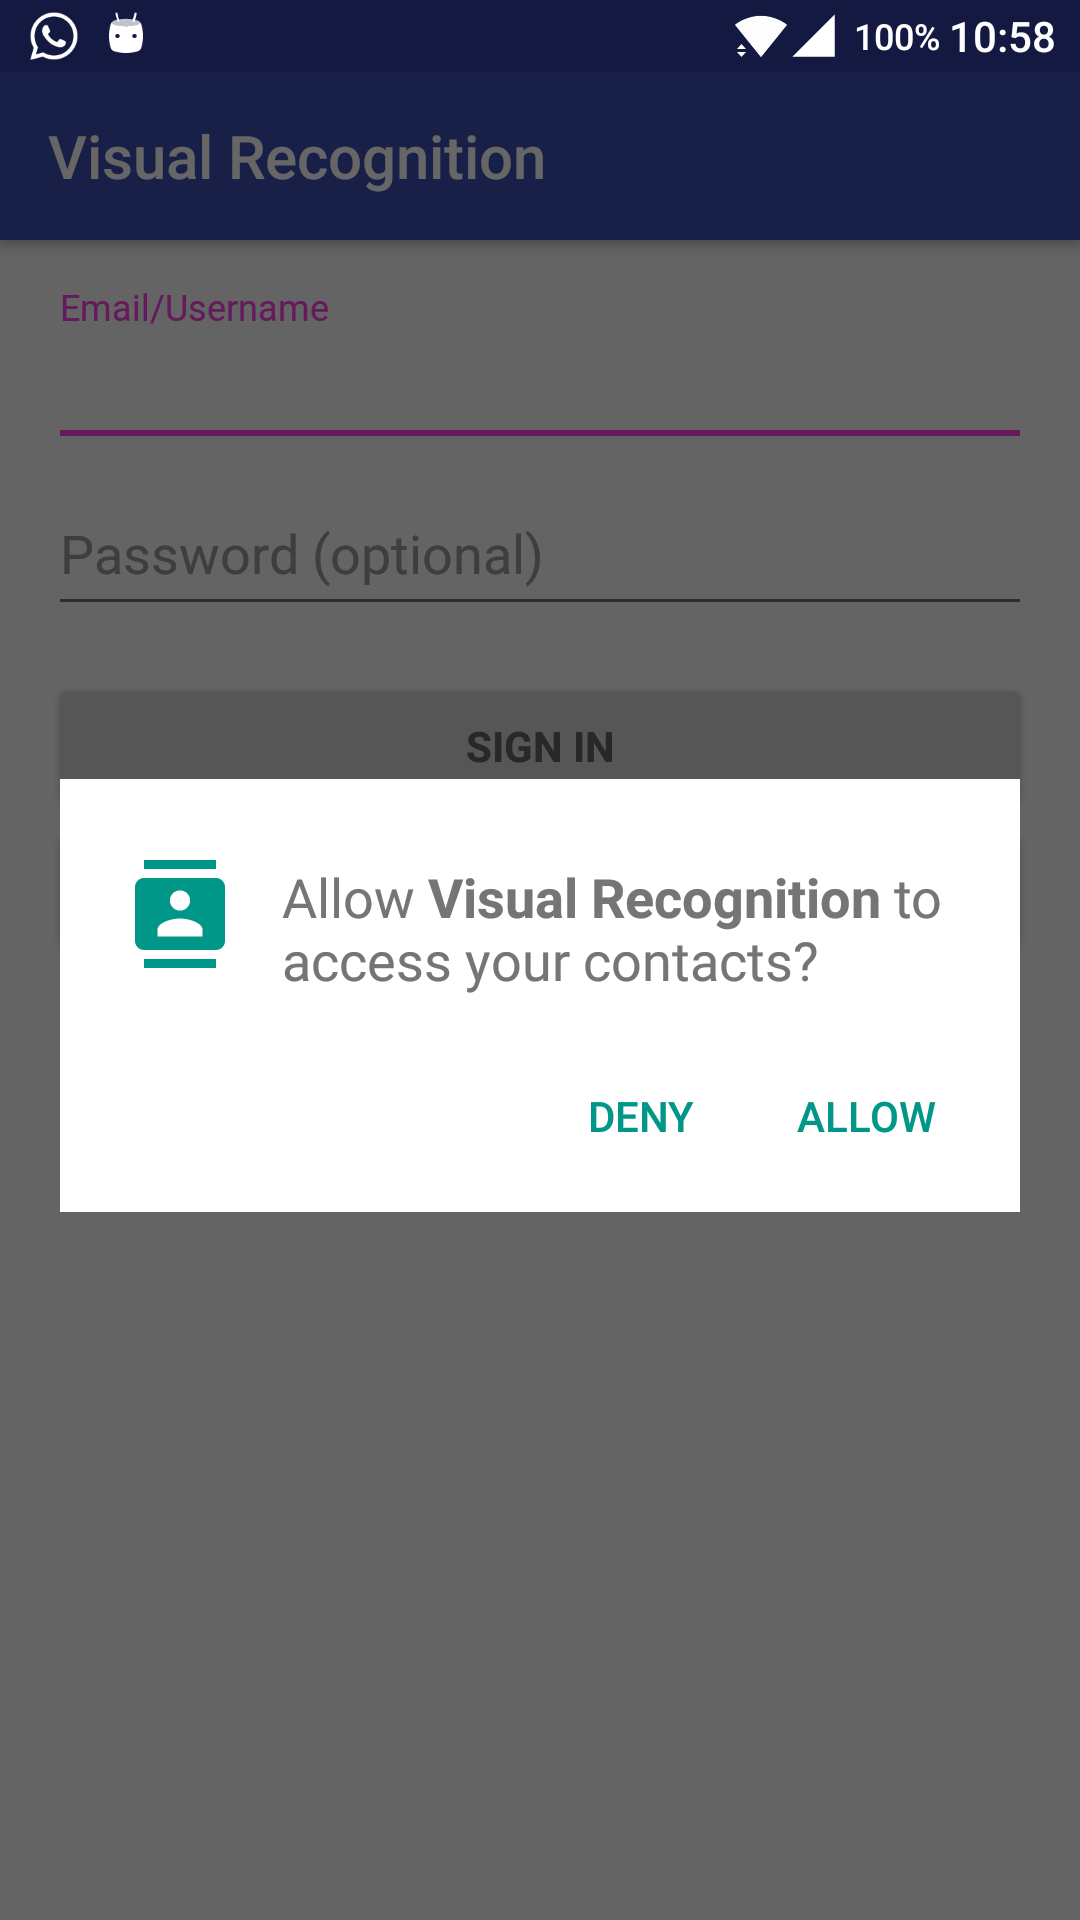 100% 10:58
Visual Recognition
Email/Username
Password (optional)
SIGN IN
Allow Visual Recognition to
access your contacts?
DENY ALLOW